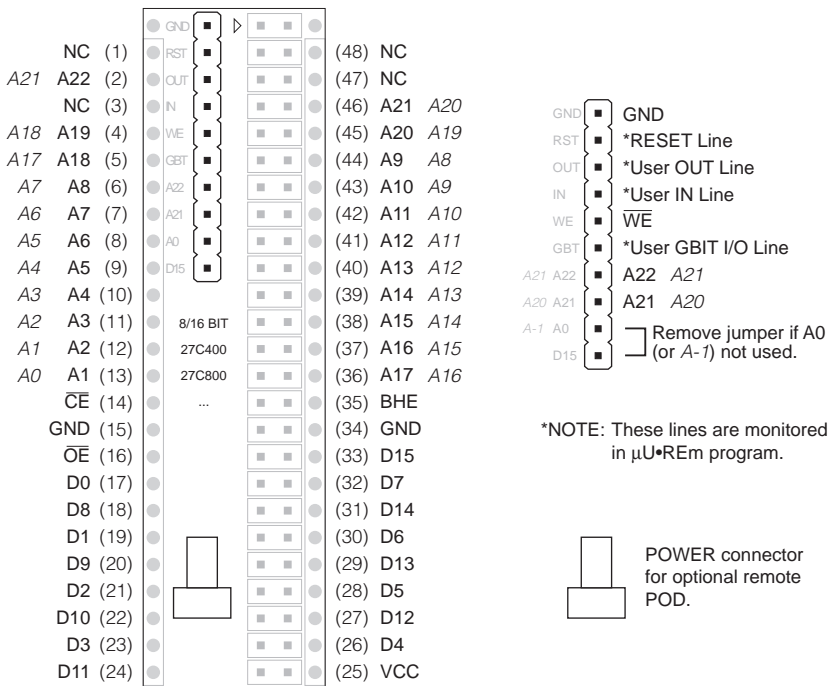 GND
NC (1) RST (48) NC
A21 A22 (2) OUT (47) NC
NC (3) IN (46) A21 A20
A18 A19 (4) WE (45) A20 A19
A17 A18 (5) GBT (44) A9 A8
A7 A8 (6) A22 (43) A10 A9
A6 A7 (7) A21 (42) A11 A10
A5 A6 (8) A0 (41) A12 A11
A4 A5 (9) D15 (40) A13 A12
A3 A4 (10) (39) A14 A13
A2 A3 (11) 8/16 BIT (38) A15 A14
A1 A2 (12) 27C400 (37) A16 A15
A0 A1 (13) 27C800 (36) A17 A16
CE (14) ... (35) BHE
GND (15) (34) GND
OE (16) (33) D15
D0 (17) (32) D7
D8 (18) (31) D14
D1 (19) (30) D6
D9 (20) (29) D13
D2 (21) (28) D5
D10 (22) (27) D12
D3 (23) (26) D4
D11 (24) (25) VCC
GND GND
RST *RESET Line
OUT *User OUT Line
IN *User IN Line
WE WE
GBT *User GBIT I/O Line
A21 A22 A22 A21
A20 A21 A21 A20
A-1 A0 Remove jumper if A0
D15 (or A-1) not used.
*NOTE: These lines are monitored
in µU•REm program.
POWER connector
for optional remote
POD.